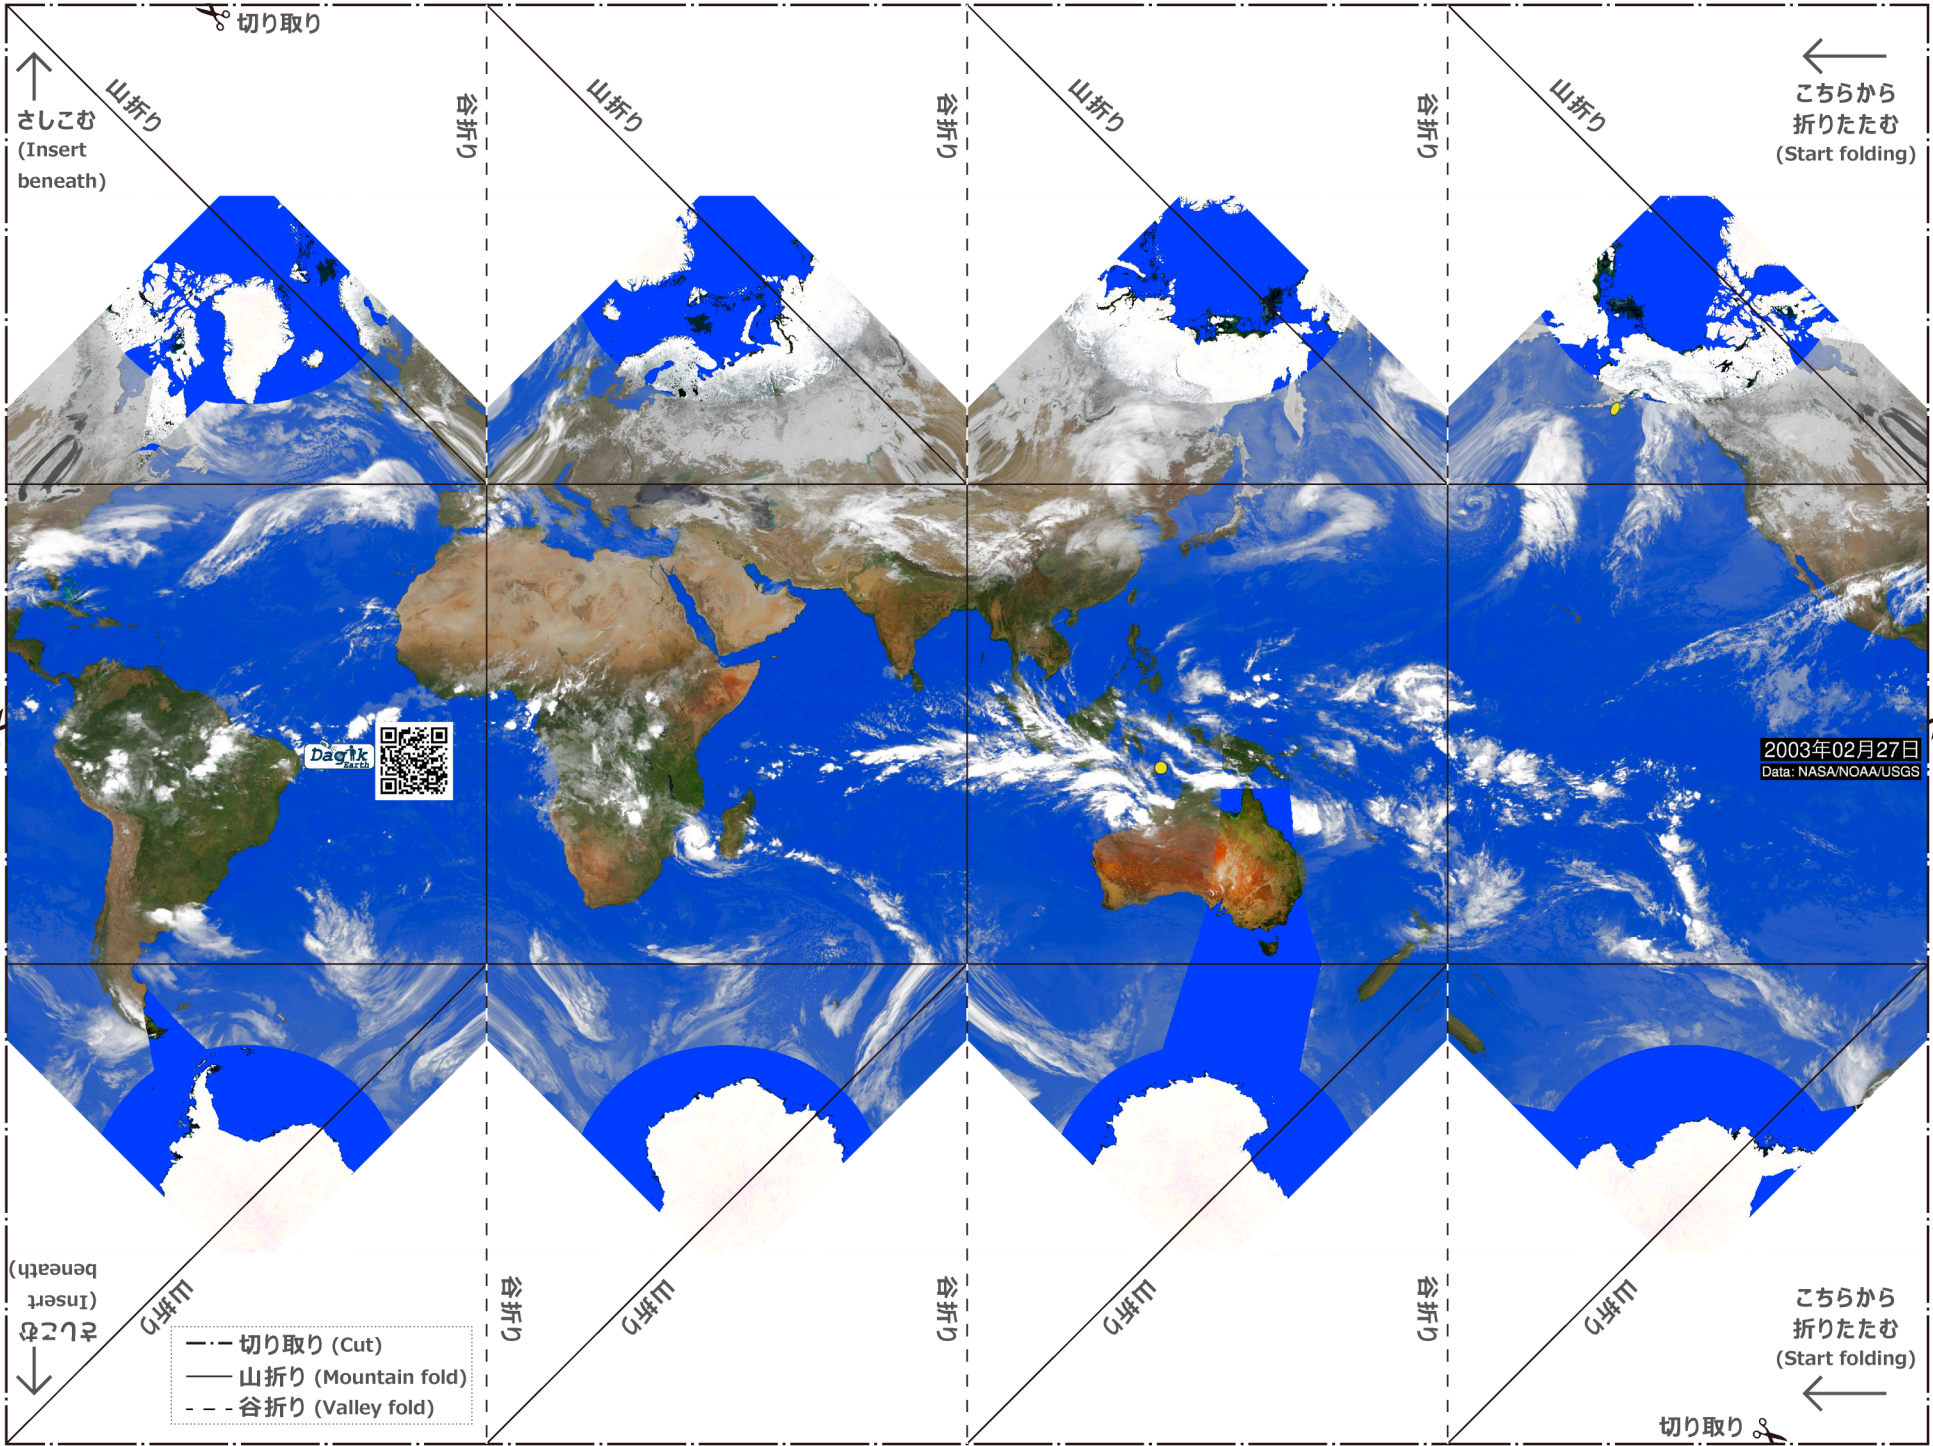 切り取り
山折り
山折り
山折り
山折り
谷折り
谷折り
谷折り
さしこむ
(Insert
beneath)
こちらから
折りたたむ
(Start folding)
Dagik
Earth
2003年02月27日
Data: NASA/NOAA/USGS
さしこむ
(Insert
beneath)
山折り
山折り
山折り
山折り
谷折り
谷折り
谷折り
こちらから
折りたたむ
(Start folding)
切り取り (Cut)
山折り (Mountain fold)
谷折り (Valley fold)
切り取り